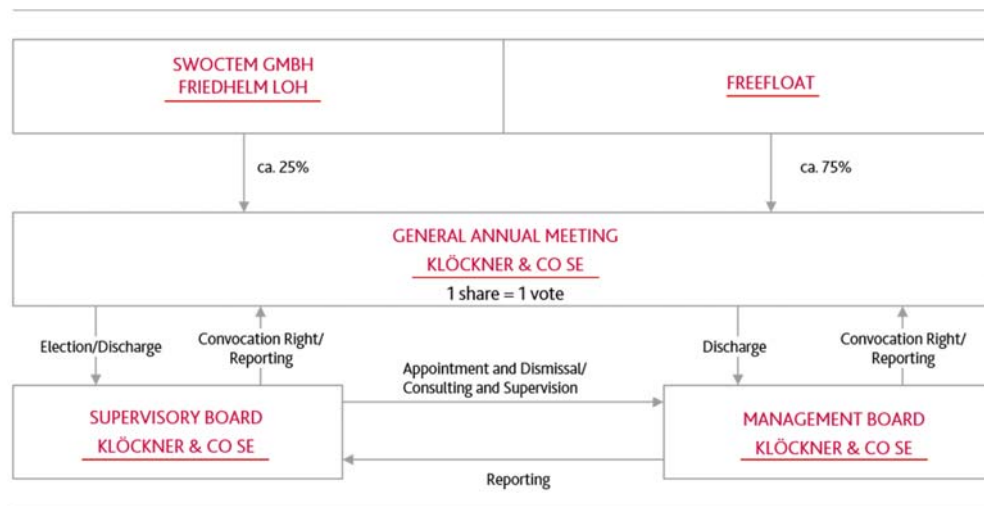 SWOCTEM GMBH
FRIEDHELM LOH
FREEFLOAT
ca. 25%
ca. 75%
GENERAL ANNUAL MEETING
KLÖCKNER & CO SE
1 share = 1 vote
Election/Discharge
Convocation Right/
Reporting
Discharge
Convocation Right/
Reporting
Appointment and Dismissal/
Consulting and Supervision
SUPERVISORY BOARD
KLÖCKNER & CO SE
MANAGEMENT BOARD
KLÖCKNER & CO SE
Reporting